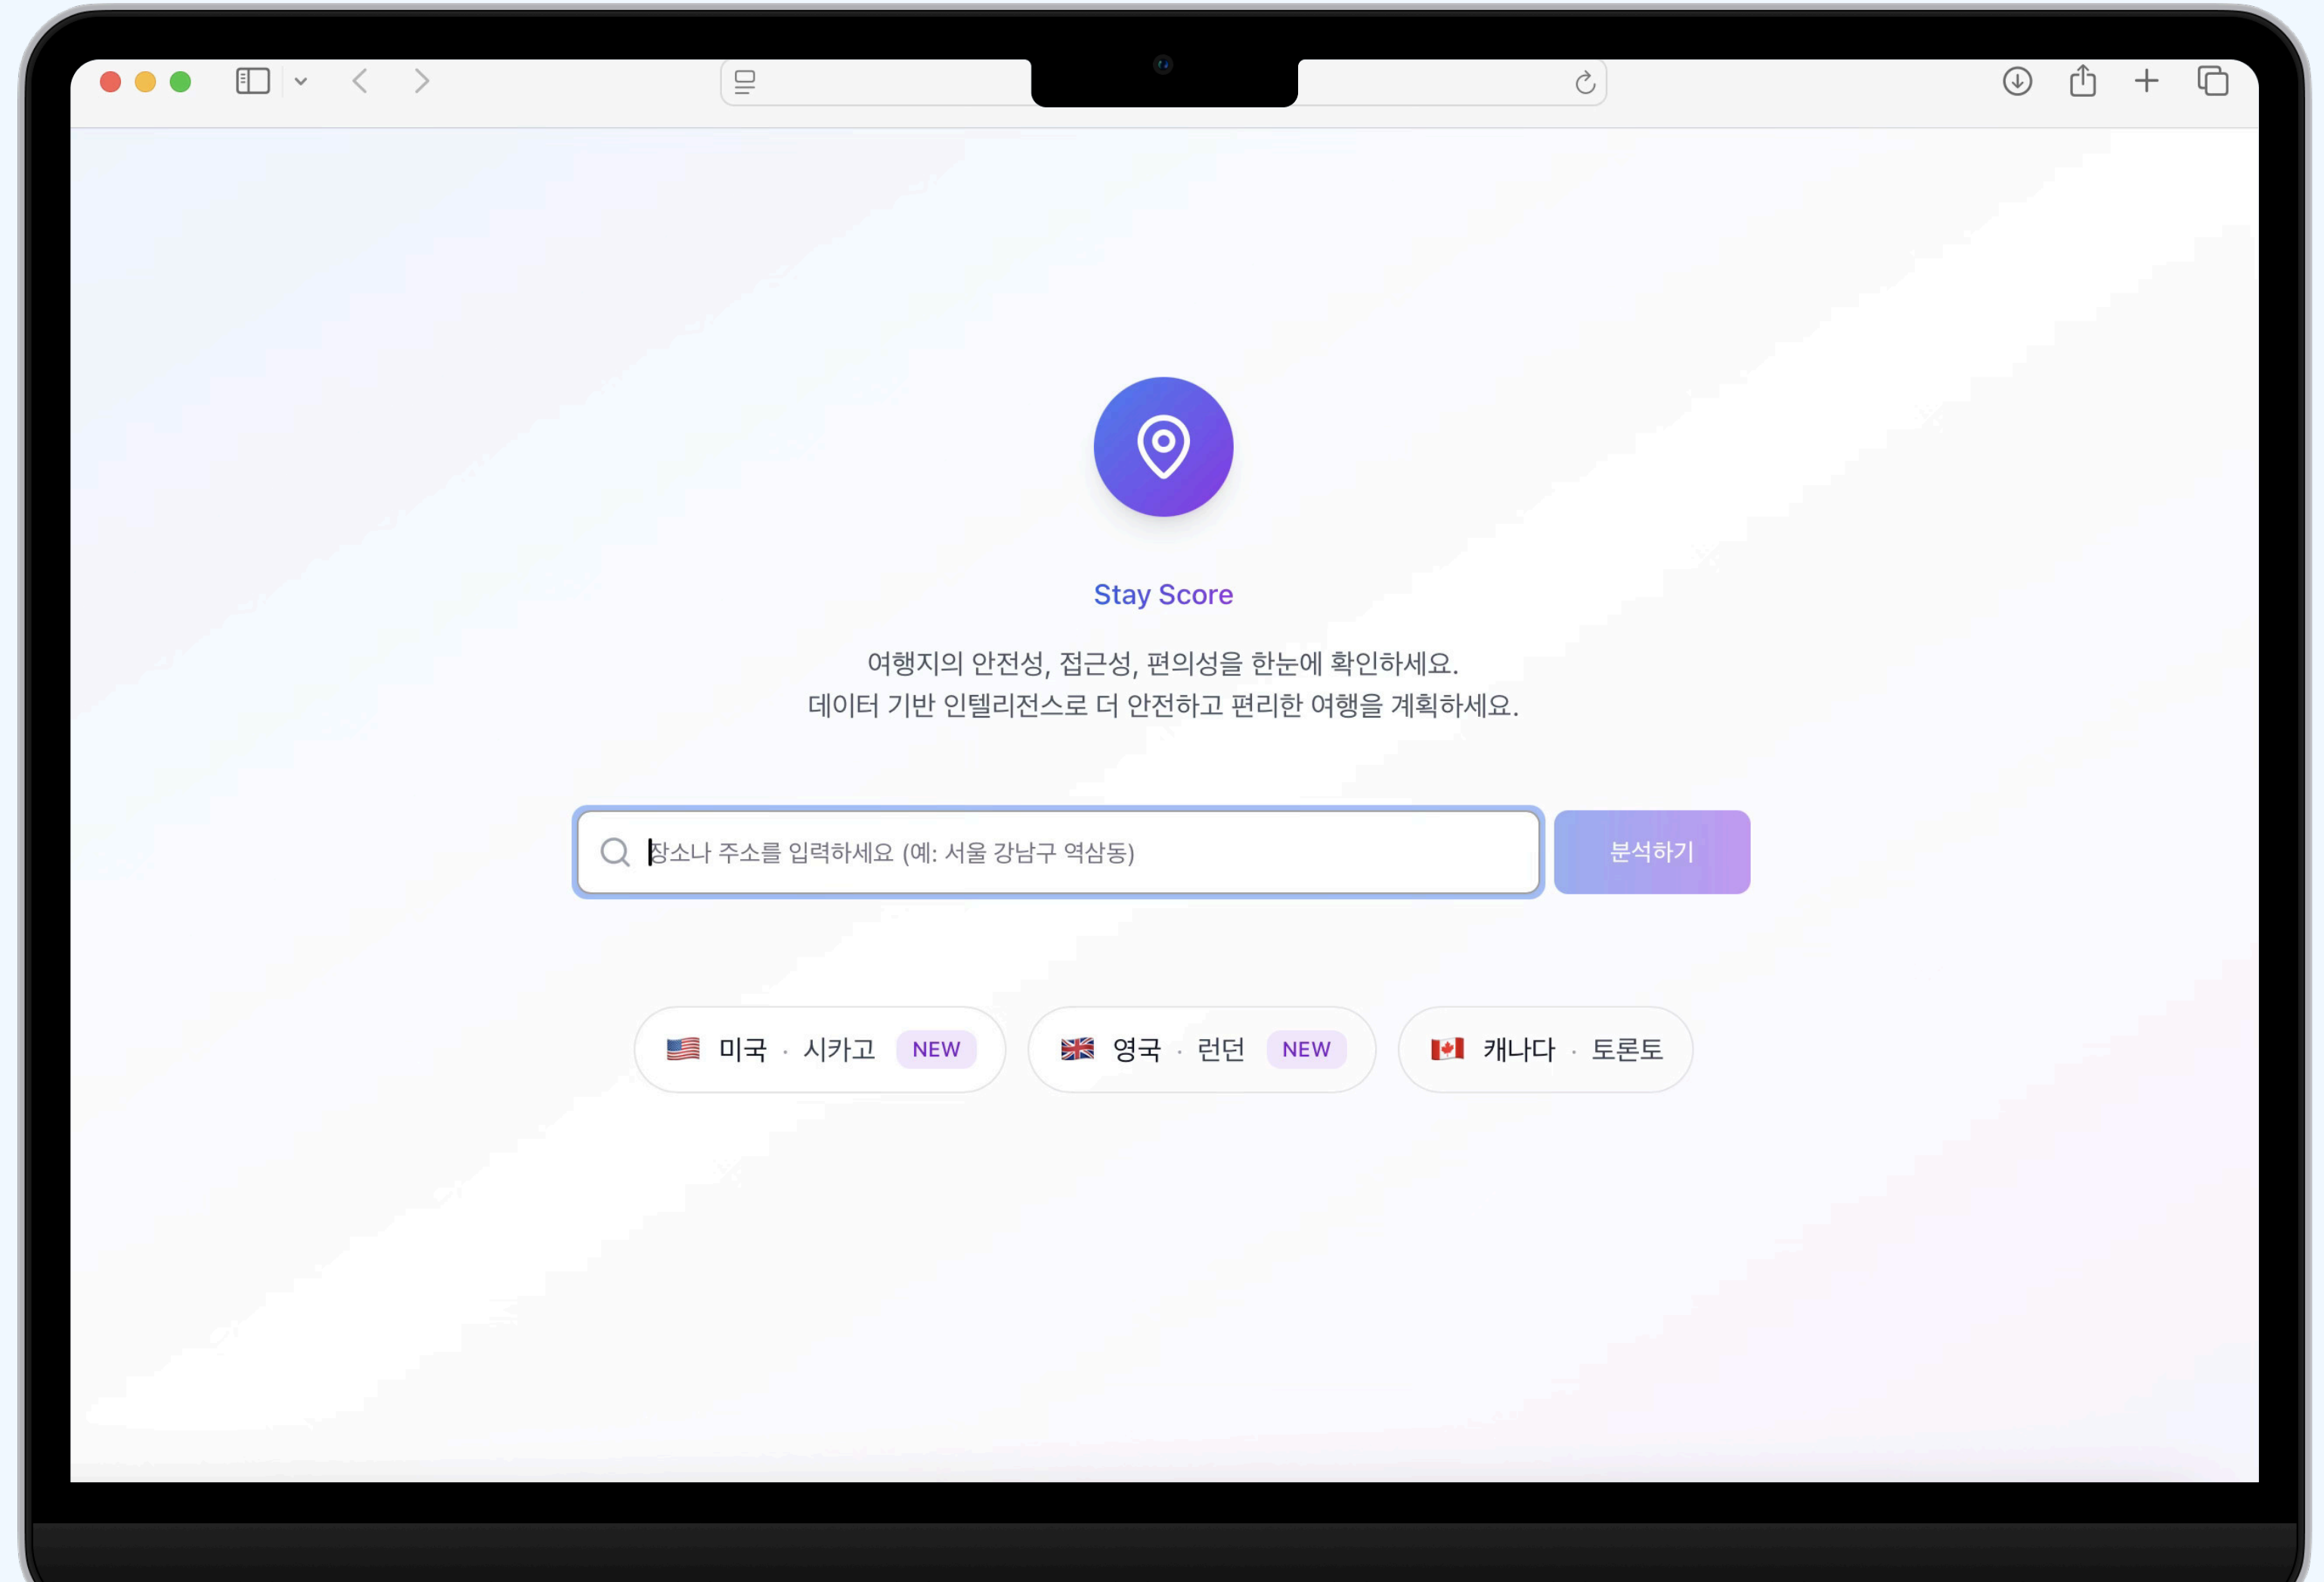 Stay Score
여행지의 안전성, 접근성, 편의성을 한눈에 확인하세요.
데이터 기반 인텔리전스로 더 안전하고 편리한 여행을 계획하세요.
장소나 주소를 입력하세요 (예: 서울 강남구 역삼동)
분석하기
미국 · 시카고 NEW
영국 · 런던 NEW
캐나다 · 토론토